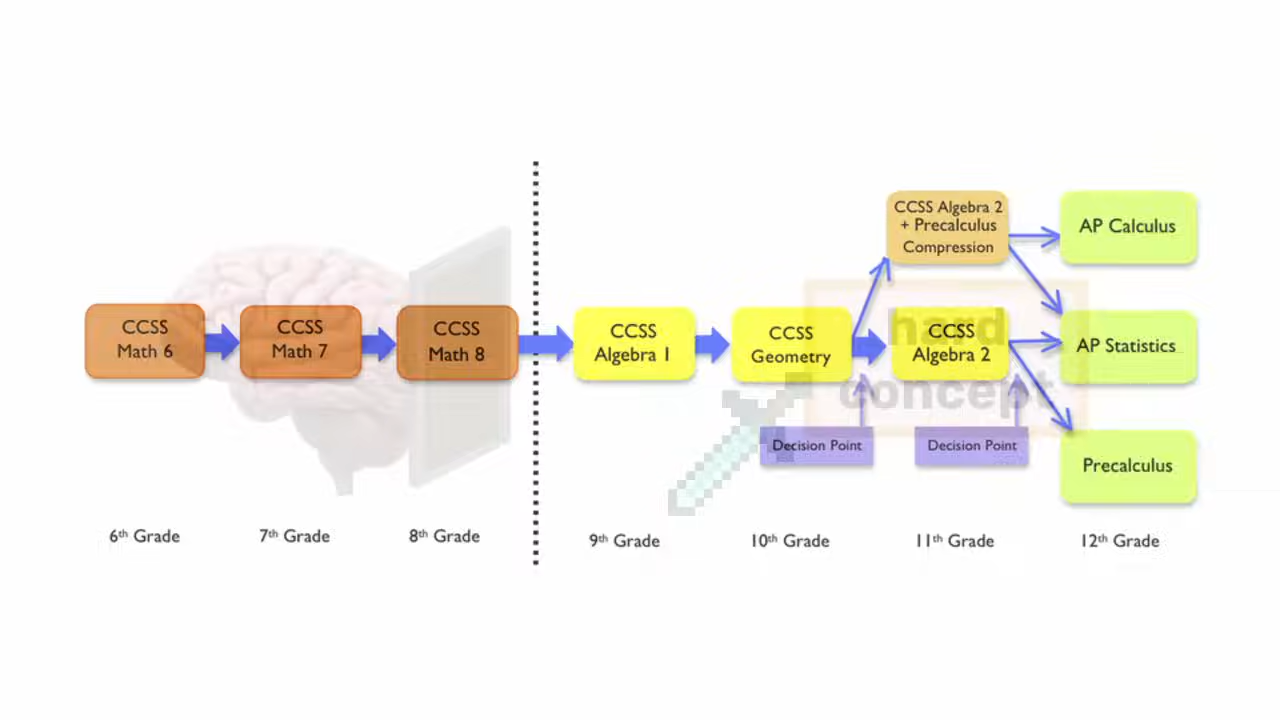 CCSS
Math 6
CCSS
Math 7
CCSS
Math 8
CCSS
Algebra 1
CCSS
Geometry
CCSS Algebra 2
+ Precalculus
Compression
CCSS
Algebra 2
AP Calculus
AP Statistics
Precalculus
hard
concept
Decision Point
Decision Point
6th Grade
7th Grade
8th Grade
9th Grade
10th Grade
11th Grade
12th Grade